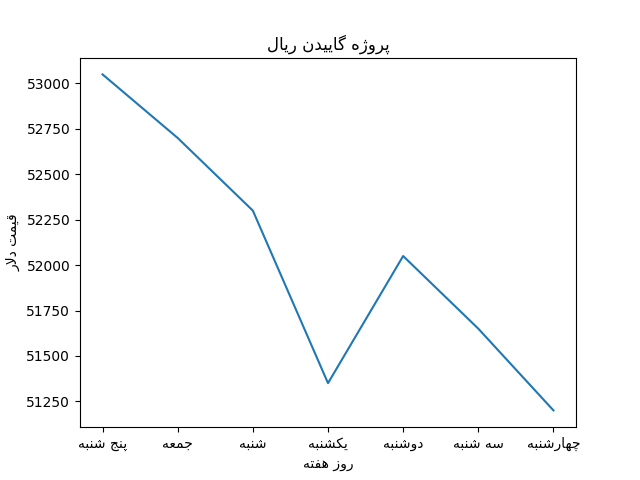 پروژه گاییدن ریال
قیمت دلار
53000
52750
52500
52250
52000
51750
51500
51250
پنج شنبه
جمعه
شنبه
یکشنبه
دوشنبه
سه شنبه
چهارشنبه
روز هفته